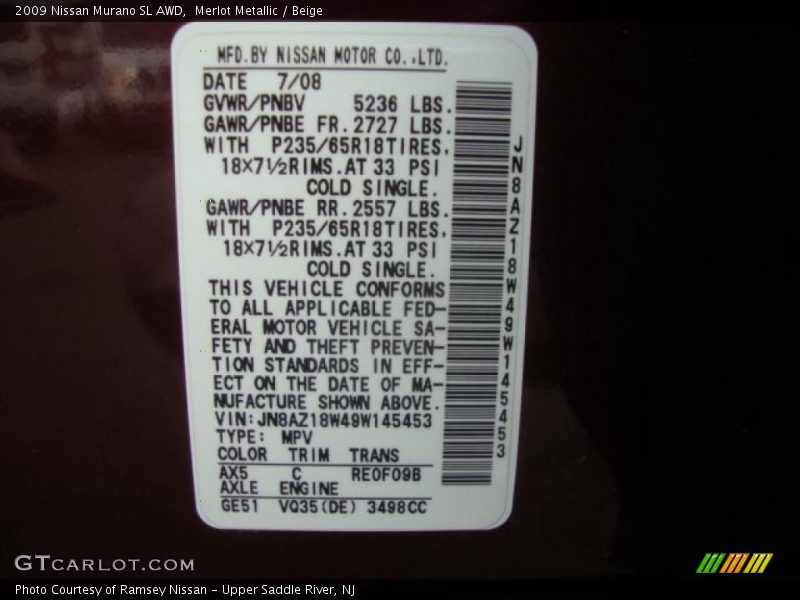 2009 Nissan Murano SL AWD,  Merlot Metallic / Beige
MFD.BY NISSAN MOTOR CO.,LTD.
DATE 7/08
GVWR/PNBV 5236 LBS.
GAWR/PNBE FR.2727 LBS.
WITH P235/65R18TIRES,
18×7½RIMS.AT 33 PSI
COLD SINGLE.
GAWR/PNBE RR.2557 LBS.
WITH P235/65R18TIRES,
18×7½RIMS.AT 33 PSI
COLD SINGLE.
THIS VEHICLE CONFORMS
TO ALL APPLICABLE FED-
ERAL MOTOR VEHICLE SA-
FETY AND THEFT PREVEN-
TION STANDARDS IN EFF-
ECT ON THE DATE OF MA-
NUFACTURE SHOWN ABOVE.
VIN:JN8AZ18W49W145453
TYPE: MPV
COLOR TRIM TRANS
AX5 C RE0F09B
AXLE ENGINE
GE51 VQ35(DE) 3498CC
JN8AZ18W49W145453
GTCARLOT.COM
Photo Courtesy of Ramsey Nissan - Upper Saddle River, NJ